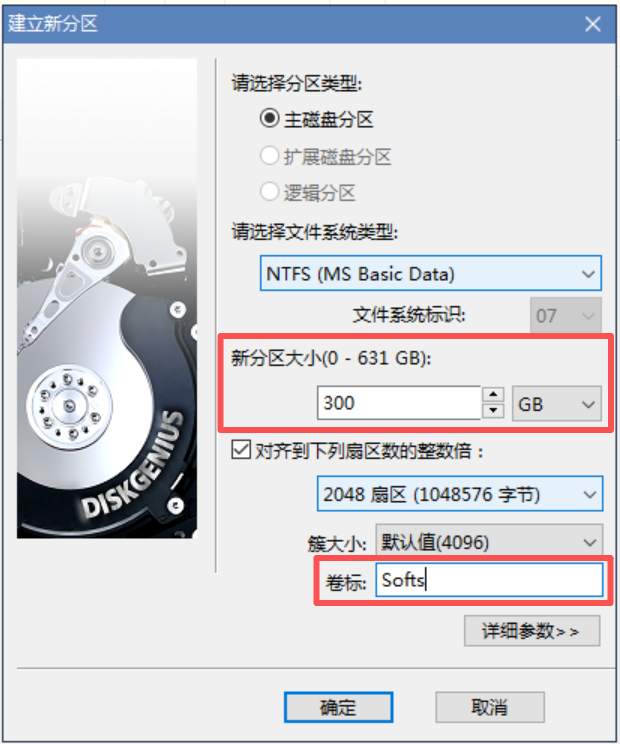 建立新分区
请选择分区类型:
主磁盘分区
扩展磁盘分区
逻辑分区
请选择文件系统类型:
NTFS (MS Basic Data)
文件系统标识: 07
新分区大小(0 - 631 GB):
300 GB
对齐到下列扇区数的整数倍：
2048 扇区 (1048576 字节)
簇大小: 默认值(4096)
卷标: Softs
DISKGENIUS
详细参数>>
确定 取消